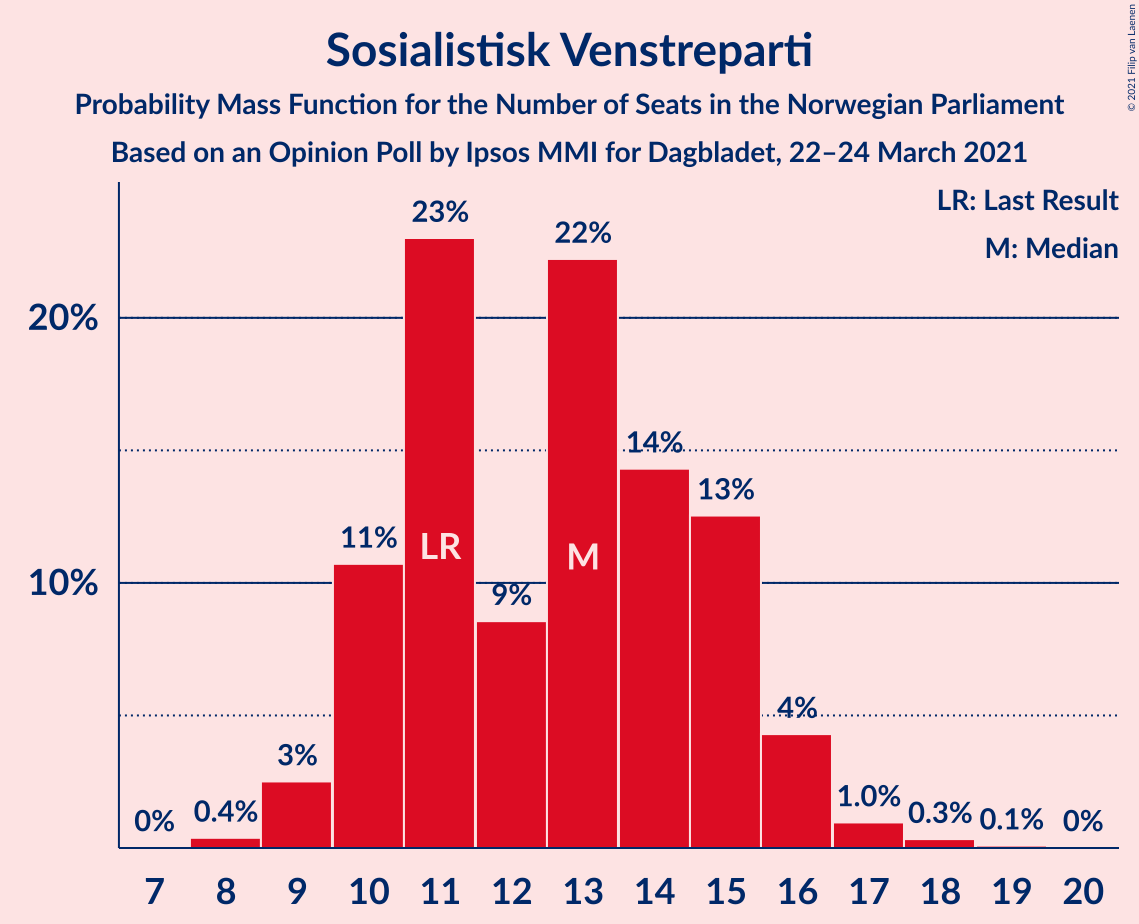 Sosialistisk Venstreparti
Probability Mass Function for the Number of Seats in the Norwegian Parliament
Based on an Opinion Poll by Ipsos MMI for Dagbladet, 22–24 March 2021
© 2021 Filip van Laenen
LR: Last Result
M: Median
20%
10%
0%
0.4%
3%
11%
23%
9%
22%
14%
13%
4%
1.0%
0.3%
0.1%
0%
LR
M
7 8 9 10 11 12 13 14 15 16 17 18 19 20